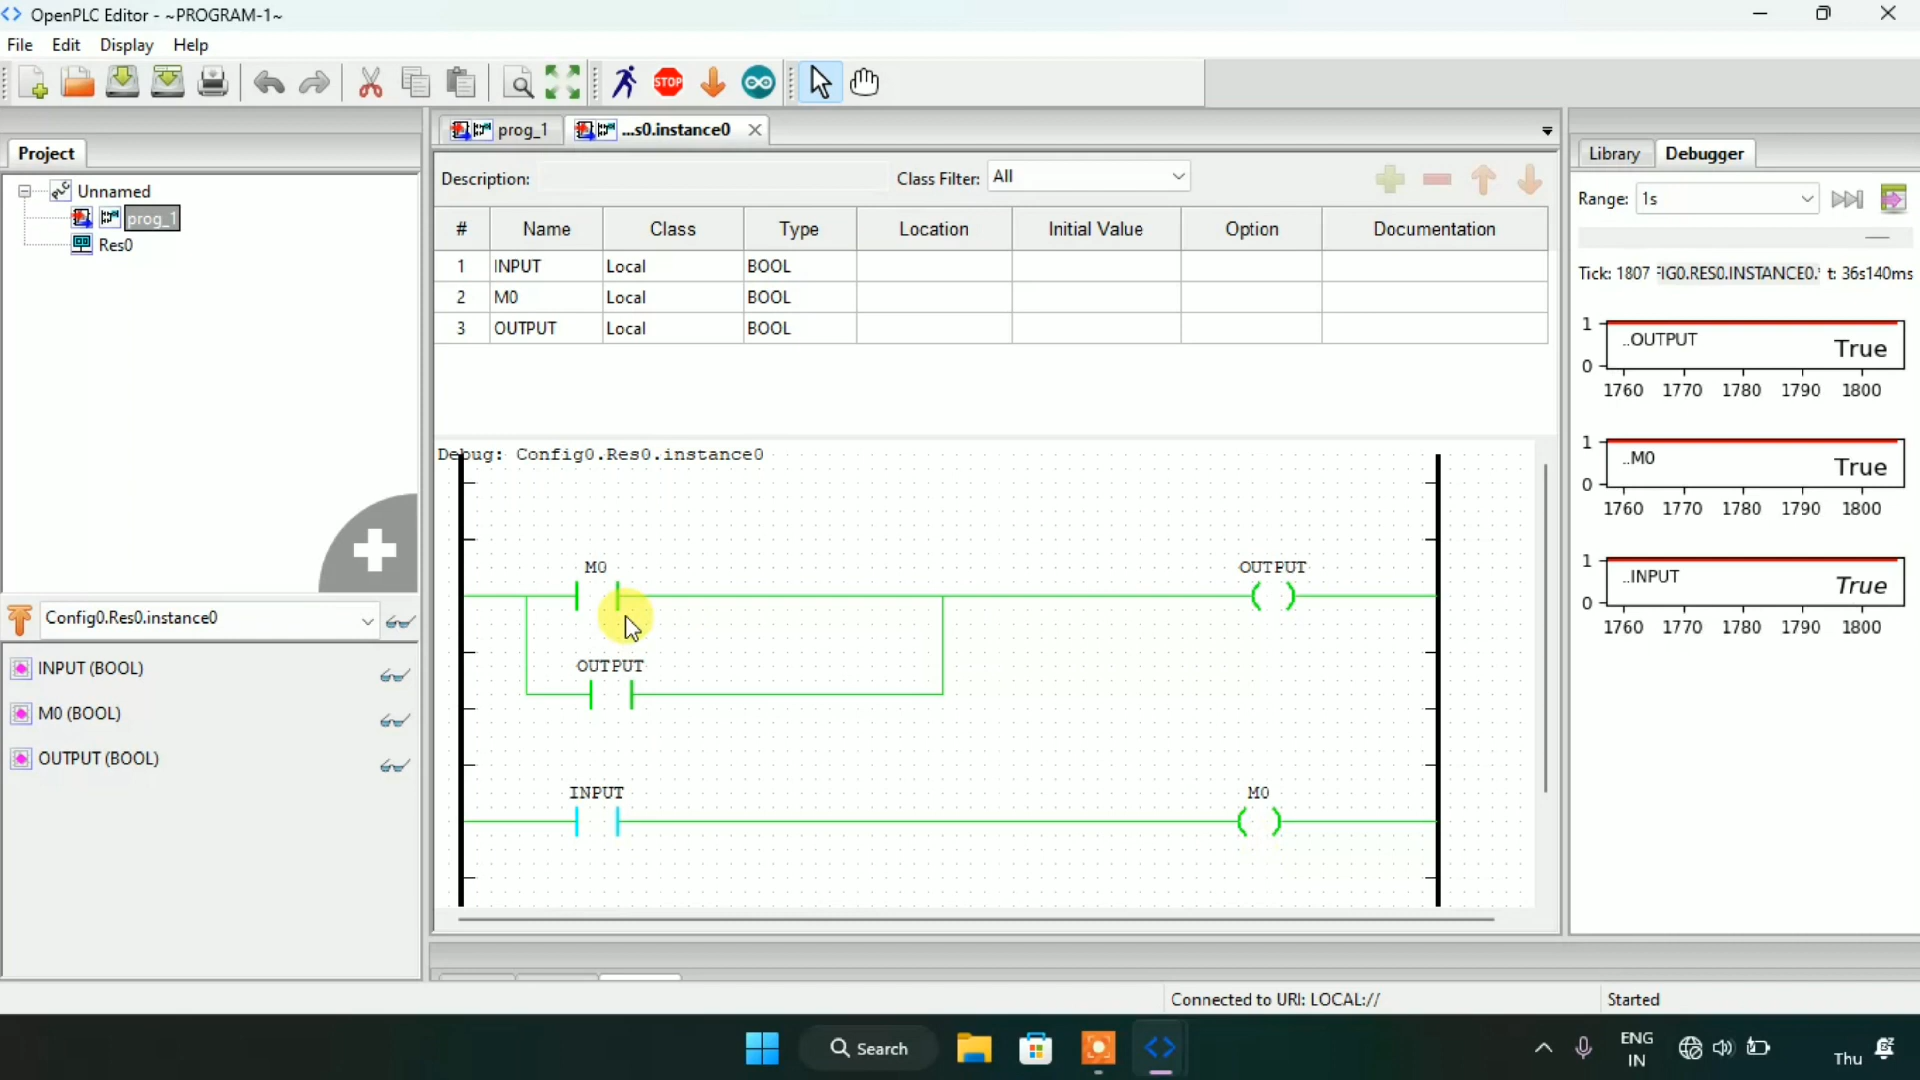 OpenPLC Editor - ~PROGRAM-1~
File Edit Display Help
STOP
prog_1
...s0.instance0
Project
Unnamed
prog_1
Res0
Description:
Class Filter: All
# Name Class Type Location Initial Value Option Documentation
1 INPUT Local BOOL
2 M0 Local BOOL
3 OUTPUT Local BOOL
Library Debugger
Range: 1s
Tick: 1807 IG0.RES0.INSTANCE0. t: 36s140ms
1
..OUTPUT
True
0
1760 1770 1780 1790 1800
1
..M0
True
0
1760 1770 1780 1790 1800
1
..INPUT
True
0
1760 1770 1780 1790 1800
Debug: Config0.Res0.instance0
M0
OUTPUT
OUTPUT
INPUT
M0
Config0.Res0.instance0
INPUT (BOOL)
M0 (BOOL)
OUTPUT (BOOL)
Connected to URI: LOCAL://
Started
Search
ENG
IN
Thu